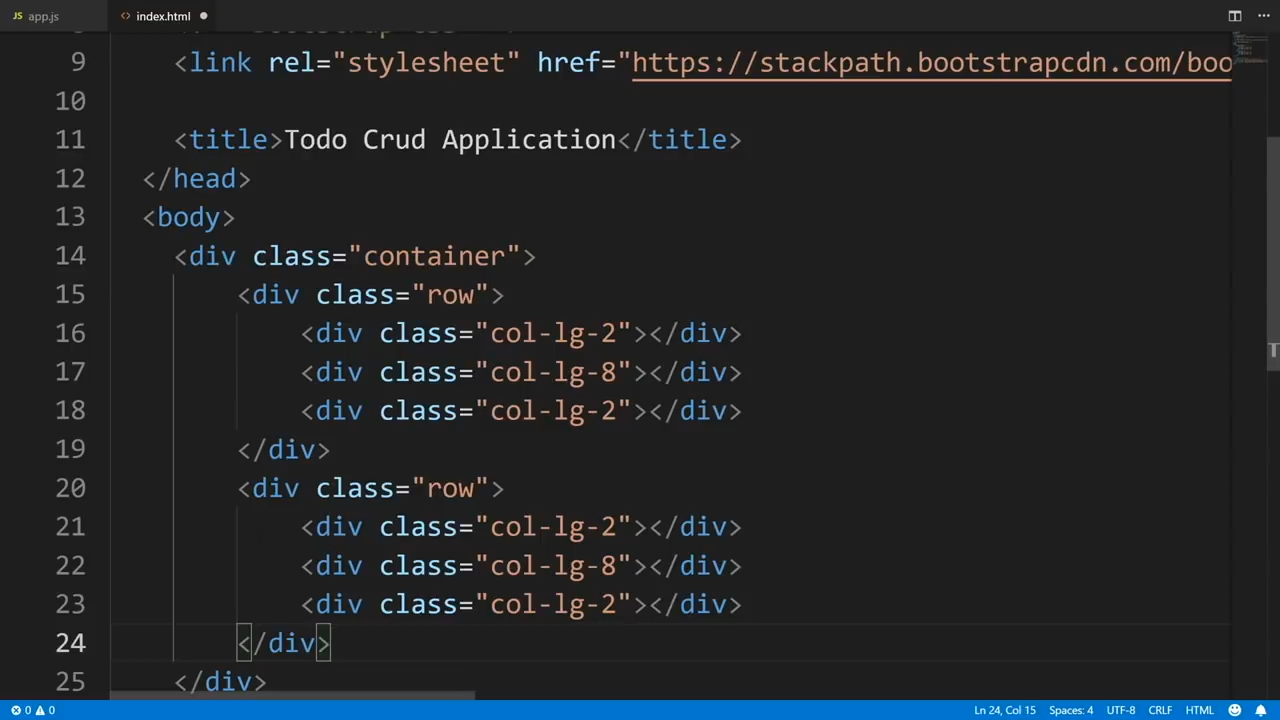 JS app.js <> index.html
9 <link rel="stylesheet" href="https://stackpath.bootstrapcdn.com/boo
10
11 <title>Todo Crud Application</title>
12 </head>
13 <body>
14 <div class="container">
15 <div class="row">
16 <div class="col-lg-2"></div>
17 <div class="col-lg-8"></div>
18 <div class="col-lg-2"></div>
19 </div>
20 <div class="row">
21 <div class="col-lg-2"></div>
22 <div class="col-lg-8"></div>
23 <div class="col-lg-2"></div>
24 </div>
25 </div>
0 0 Ln 24, Col 15 Spaces: 4 UTF-8 CRLF HTML